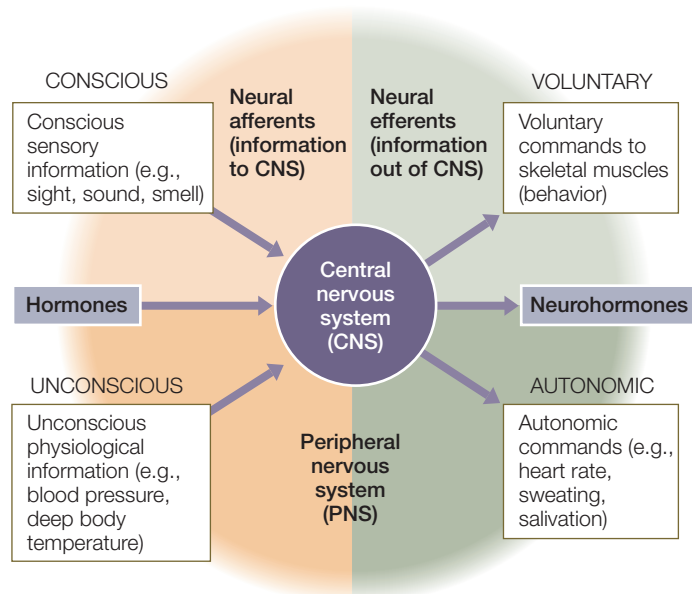 CONSCIOUS
Conscious
sensory
information (e.g.,
sight, sound, smell)
Neural
afferents
(information
to CNS)
Neural
efferents
(information
out of CNS)
VOLUNTARY
Voluntary
commands to
skeletal muscles
(behavior)
Hormones
Central
nervous
system
(CNS)
Neurohormones
UNCONSCIOUS
Unconscious
physiological
information (e.g.,
blood pressure,
deep body
temperature)
Peripheral
nervous
system
(PNS)
AUTONOMIC
Autonomic
commands (e.g.,
heart rate,
sweating,
salivation)